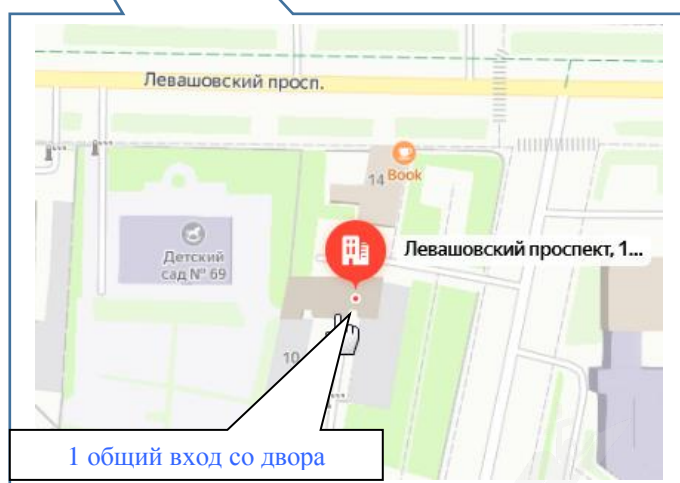 Левашовский просп.
14 Book
Левашовский проспект, 1...
Детский
сад № 69
10
1 общий вход со двора